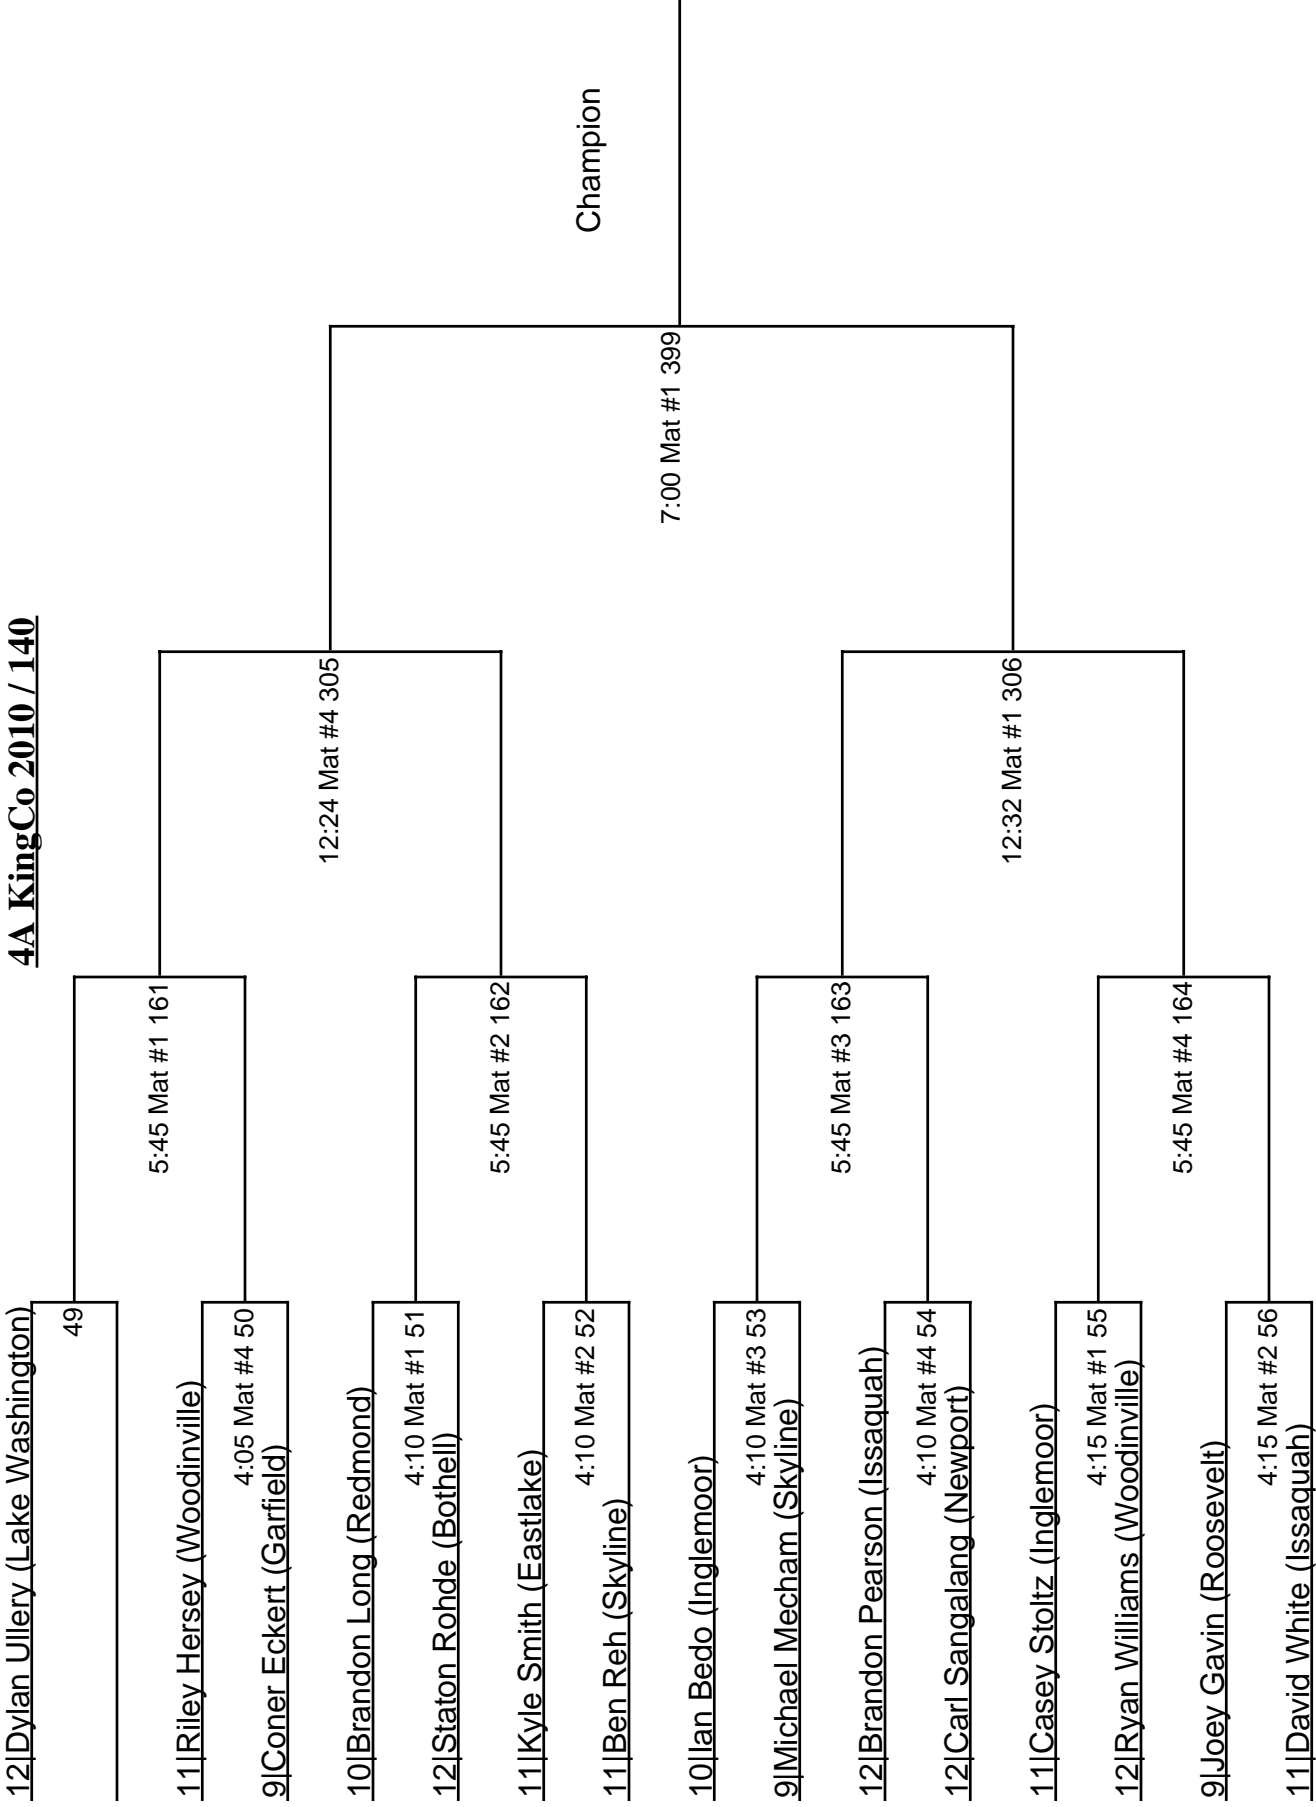 4A KingCo 2010 / 140
12|Dylan Ullery (Lake Washington)
49
11|Riley Hersey (Woodinville)
4:05 Mat #4 50
9|Coner Eckert (Garfield)
10|Brandon Long (Redmond)
4:10 Mat #1 51
12|Staton Rohde (Bothell)
11|Kyle Smith (Eastlake)
4:10 Mat #2 52
11|Ben Reh (Skyline)
10|Ian Bedo (Inglemoor)
4:10 Mat #3 53
9|Michael Mecham (Skyline)
12|Brandon Pearson (Issaquah)
4:10 Mat #4 54
12|Carl Sangalang (Newport)
11|Casey Stoltz (Inglemoor)
4:15 Mat #1 55
12|Ryan Williams (Woodinville)
9|Joey Gavin (Roosevelt)
4:15 Mat #2 56
11|David White (Issaquah)
5:45 Mat #1 161
5:45 Mat #2 162
5:45 Mat #3 163
5:45 Mat #4 164
12:24 Mat #4 305
12:32 Mat #1 306
7:00 Mat #1 399
Champion